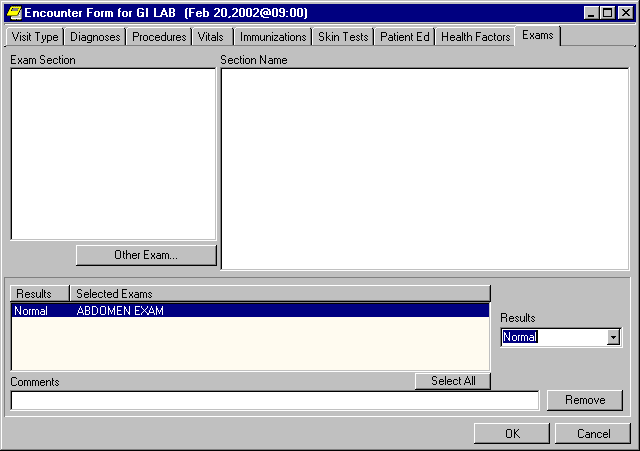 Encounter Form for GI LAB (Feb 20,2002@09:00)
Visit Type Diagnoses Procedures Vitals Immunizations Skin Tests Patient Ed Health Factors Exams
Exam Section Section Name
Other Exam...
Results Selected Exams
Normal ABDOMEN EXAM
Results
Normal
Comments Select All
Remove
OK Cancel